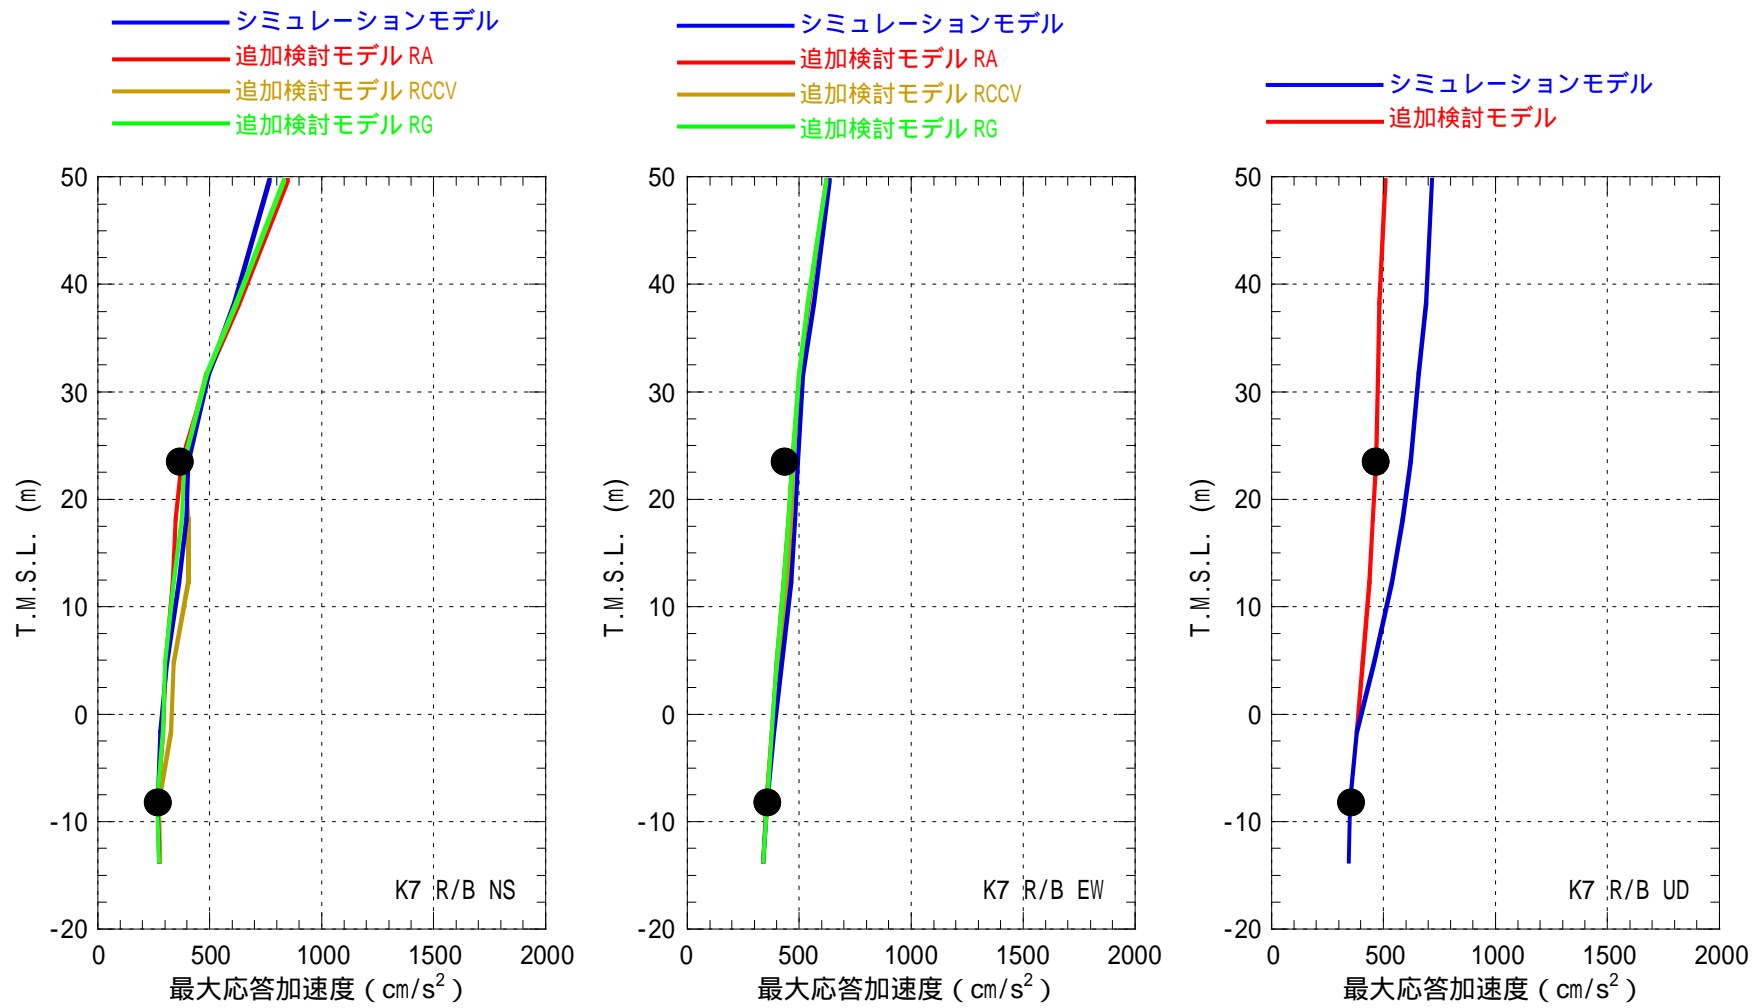 シミュレーションモデル
追加検討モデル RA
追加検討モデル RCCV
追加検討モデル RG
50
40
30
20
10
0
-10
-20
T.M.S.L. (m)
K7 R/B NS
0 500 1000 1500 2000
最大応答加速度 ( cm/s² )
シミュレーションモデル
追加検討モデル RA
追加検討モデル RCCV
追加検討モデル RG
50
40
30
20
10
0
-10
-20
T.M.S.L. (m)
K7 R/B EW
0 500 1000 1500 2000
最大応答加速度 ( cm/s² )
シミュレーションモデル
追加検討モデル
50
40
30
20
10
0
-10
-20
T.M.S.L. (m)
K7 R/B UD
0 500 1000 1500 2000
最大応答加速度 ( cm/s² )